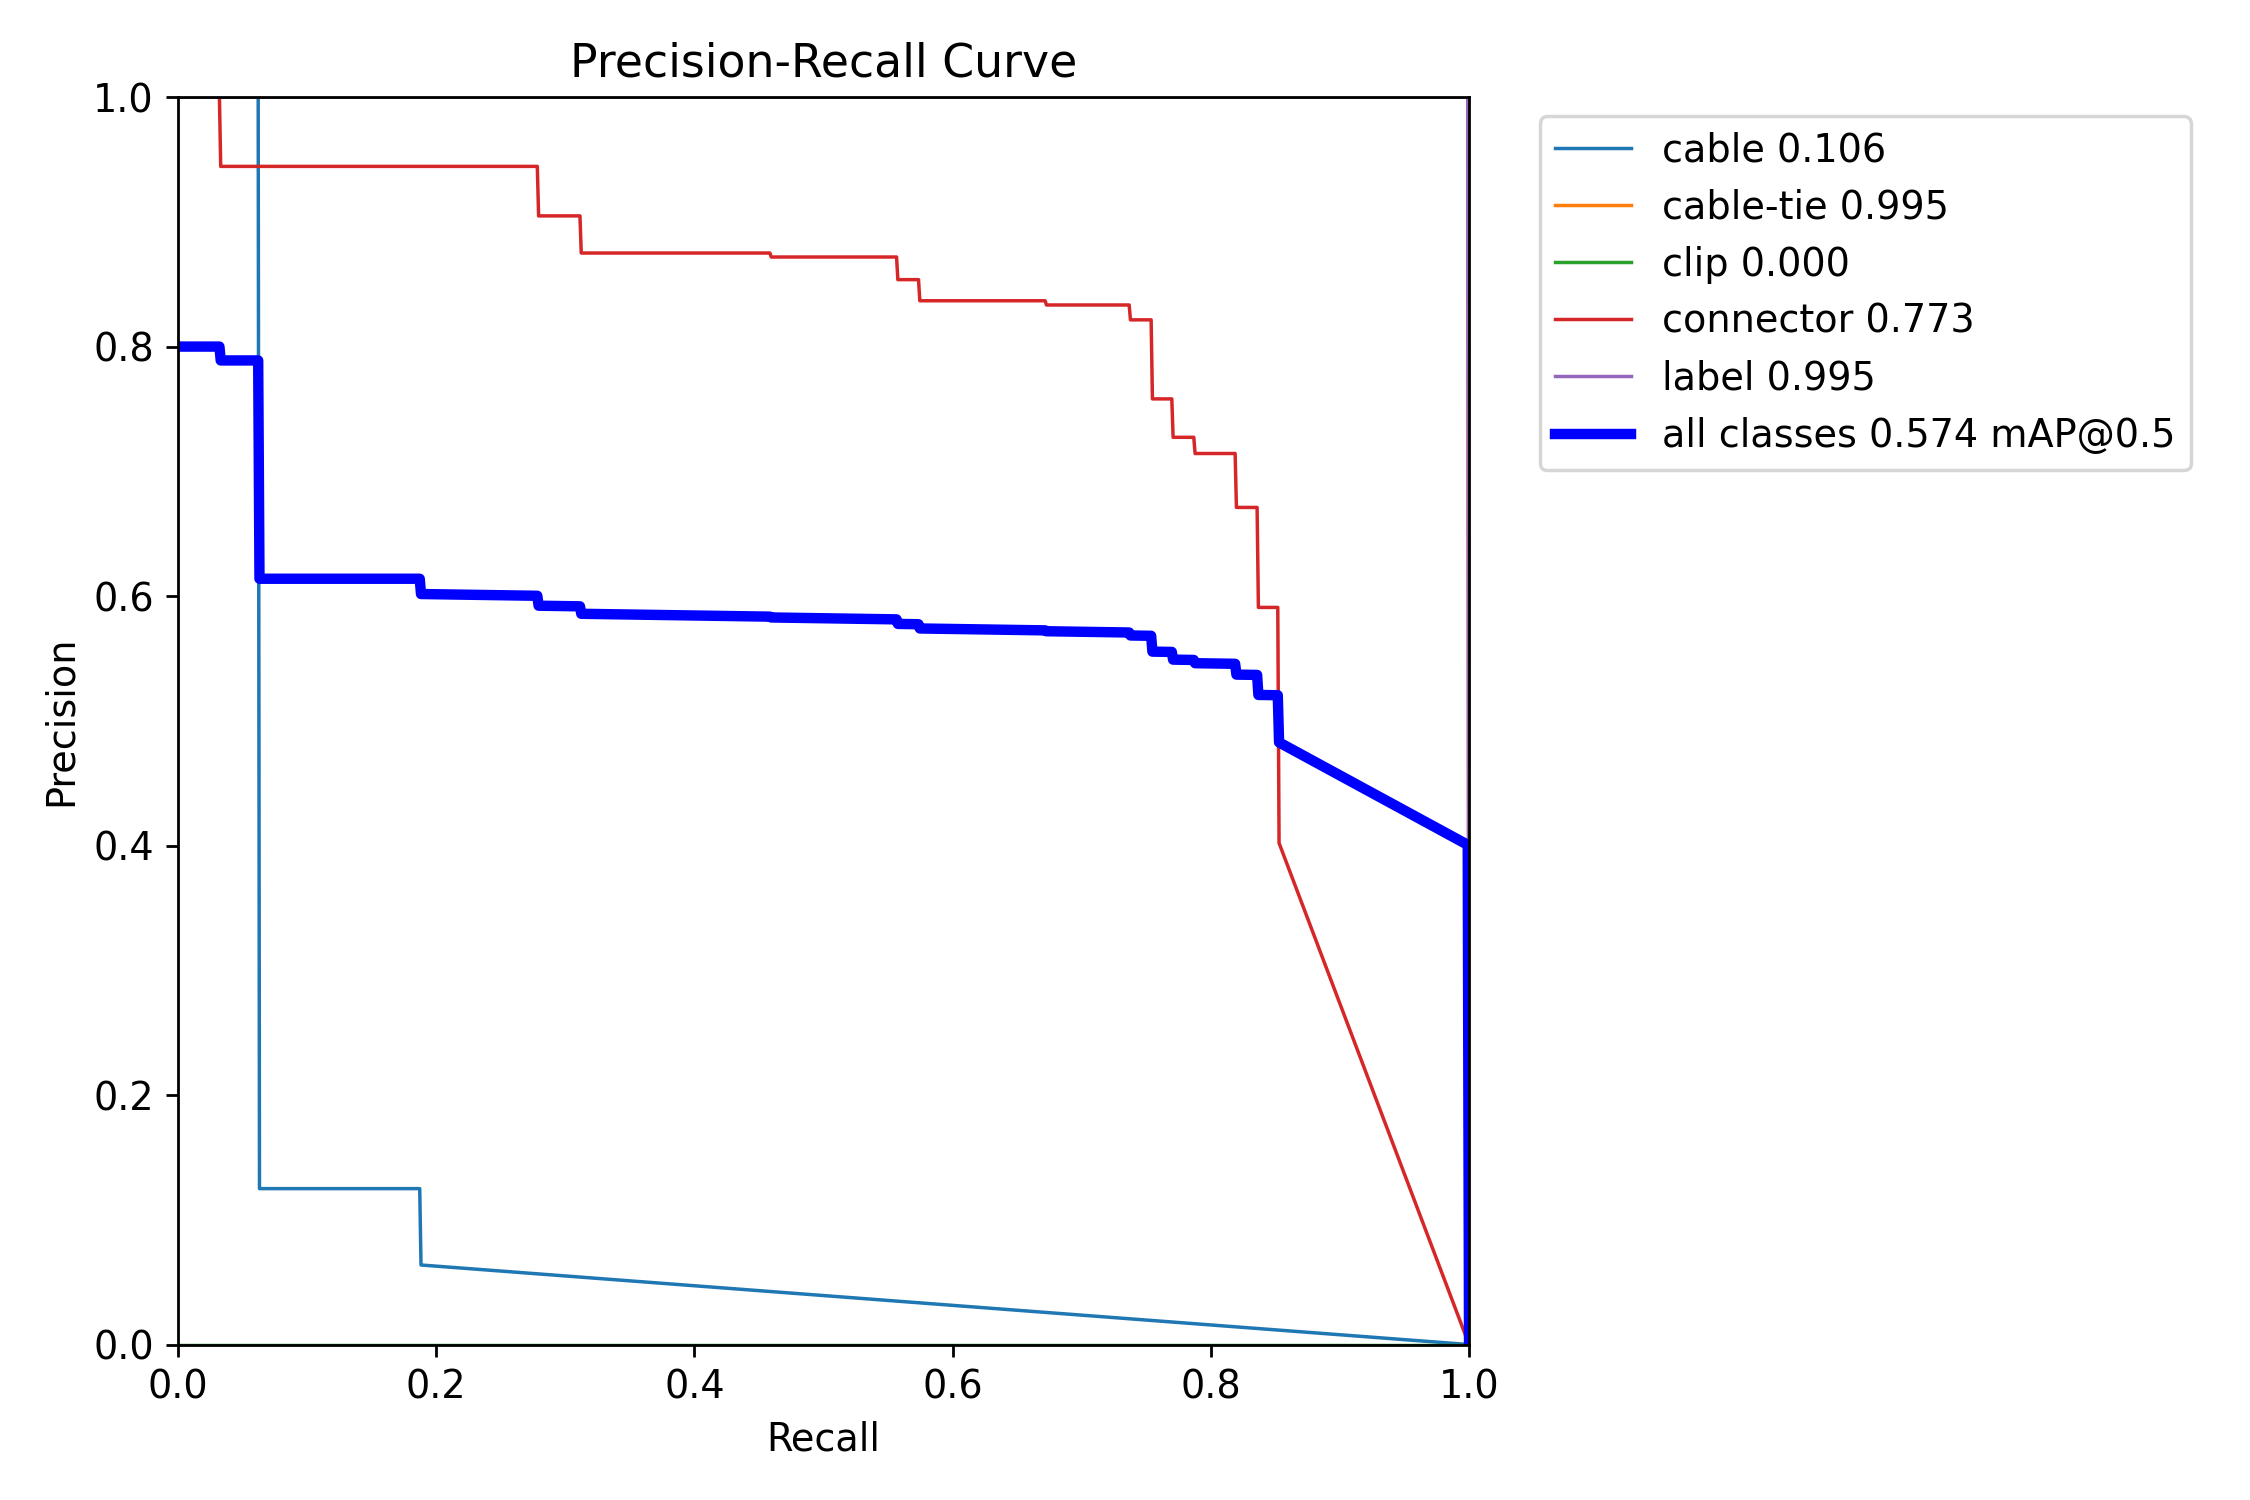 Precision-Recall Curve
1.0
0.8
0.6
0.4
0.2
0.0
Precision
0.0 0.2 0.4 0.6 0.8 1.0
Recall
cable 0.106
cable-tie 0.995
clip 0.000
connector 0.773
label 0.995
all classes 0.574 mAP@0.5